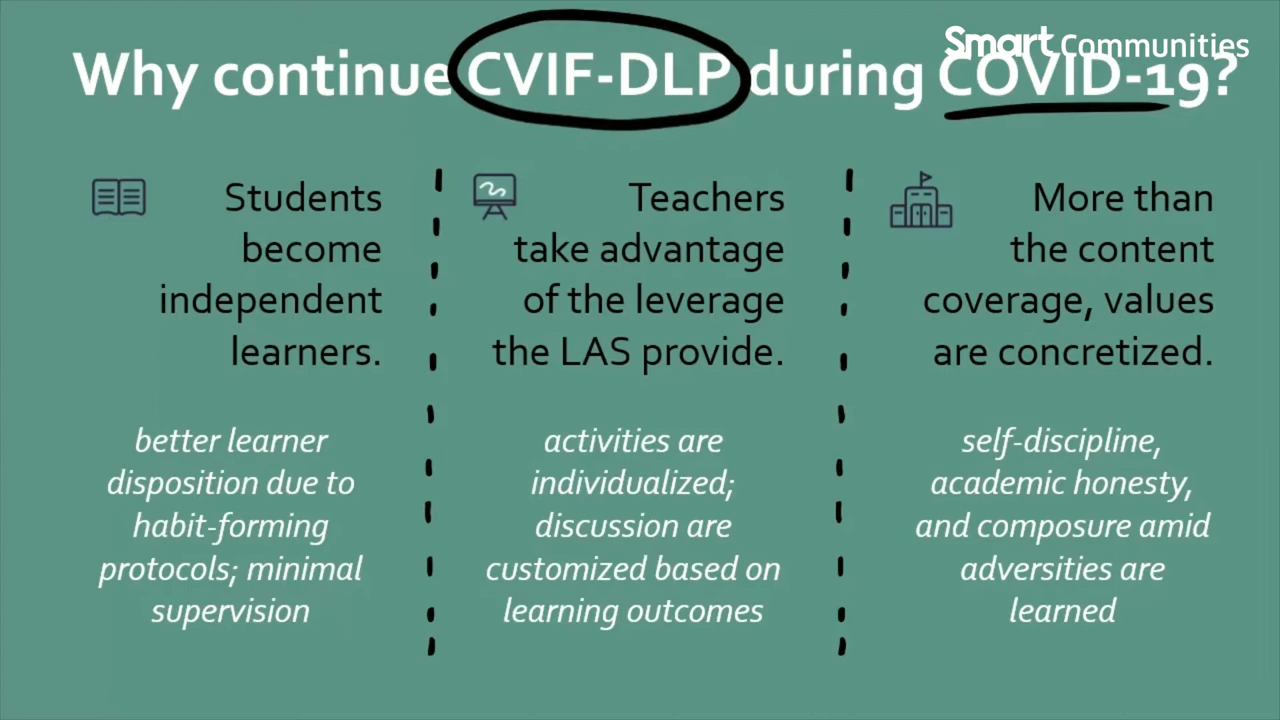 Smart Communities
Why continue CVIF-DLP during COVID-19?
Students
become
independent
learners.
better learner
disposition due to
habit-forming
protocols; minimal
supervision
Teachers
take advantage
of the leverage
the LAS provide.
activities are
individualized;
discussion are
customized based on
learning outcomes
More than
the content
coverage, values
are concretized.
self-discipline,
academic honesty,
and composure amid
adversities are
learned